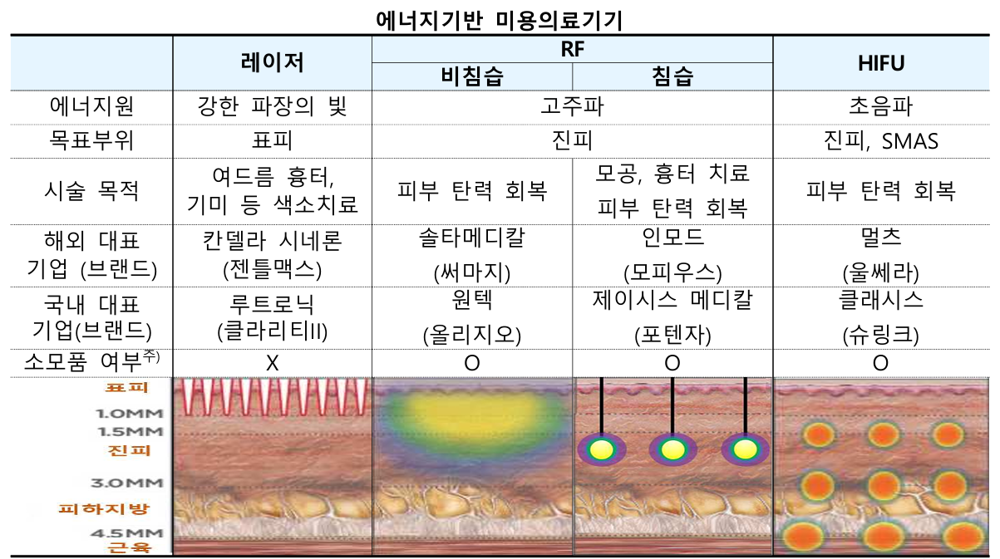 에너지기반 미용의료기기
레이저 RF HIFU
비침습 침습
에너지원 강한 파장의 빛 고주파 초음파
목표부위 표피 진피 진피, SMAS
시술 목적 여드름 흉터, 기미 등 색소치료 피부 탄력 회복 모공, 흉터 치료 피부 탄력 회복 피부 탄력 회복
해외 대표 기업 (브랜드) 칸델라 시네론 (젠틀맥스) 솔타메디칼 (써마지) 인모드 (모피우스) 멀츠 (울쎄라)
국내 대표 기업(브랜드) 루트로닉 (클라리티II) 원텍 (올리지오) 제이시스 메디칼 (포텐자) 클래시스 (슈링크)
소모품 여부주) X O O O
표피
1.0MM
1.5MM
진피
3.0MM
피하지방
4.5MM
근육